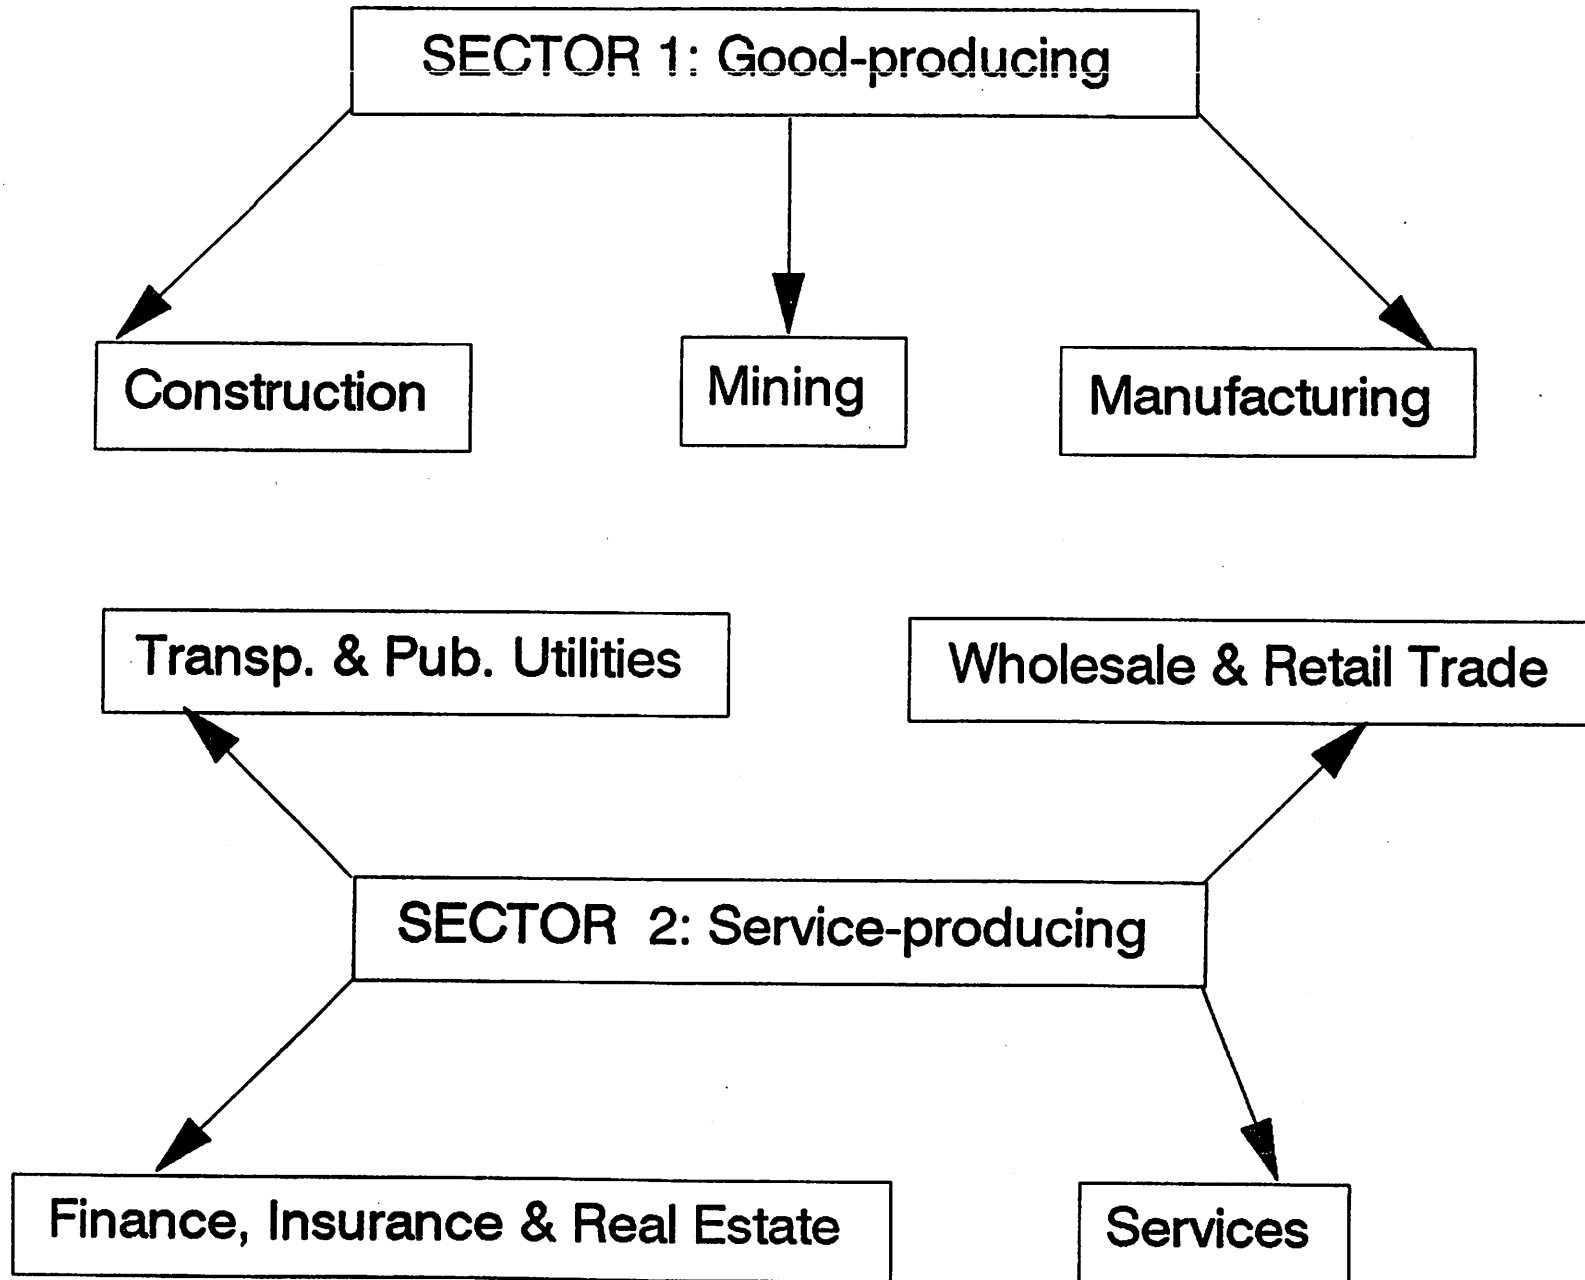 SECTOR 1: Good-producing
Construction
Mining
Manufacturing
Transp. & Pub. Utilities
Wholesale & Retail Trade
SECTOR 2: Service-producing
Finance, Insurance & Real Estate
Services